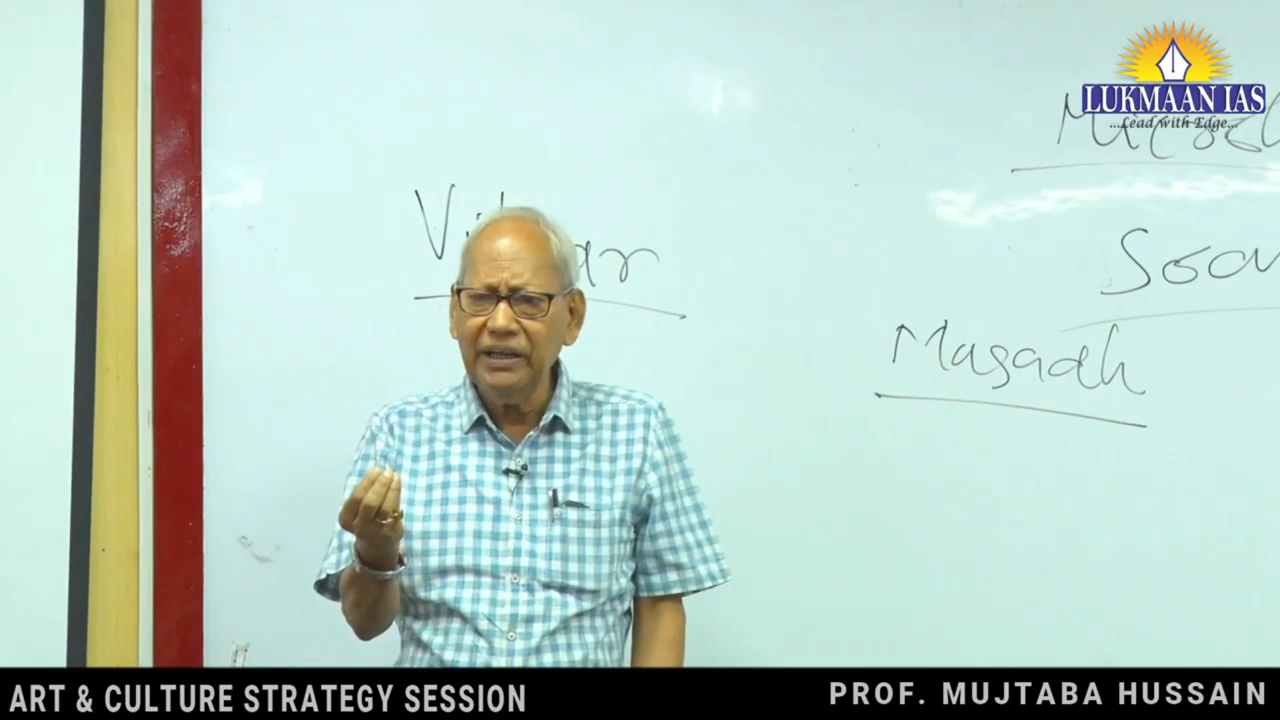 LUKMAAN IAS
...Lead with Edge...
Magadh
ART & CULTURE STRATEGY SESSION
PROF. MUJTABA HUSSAIN